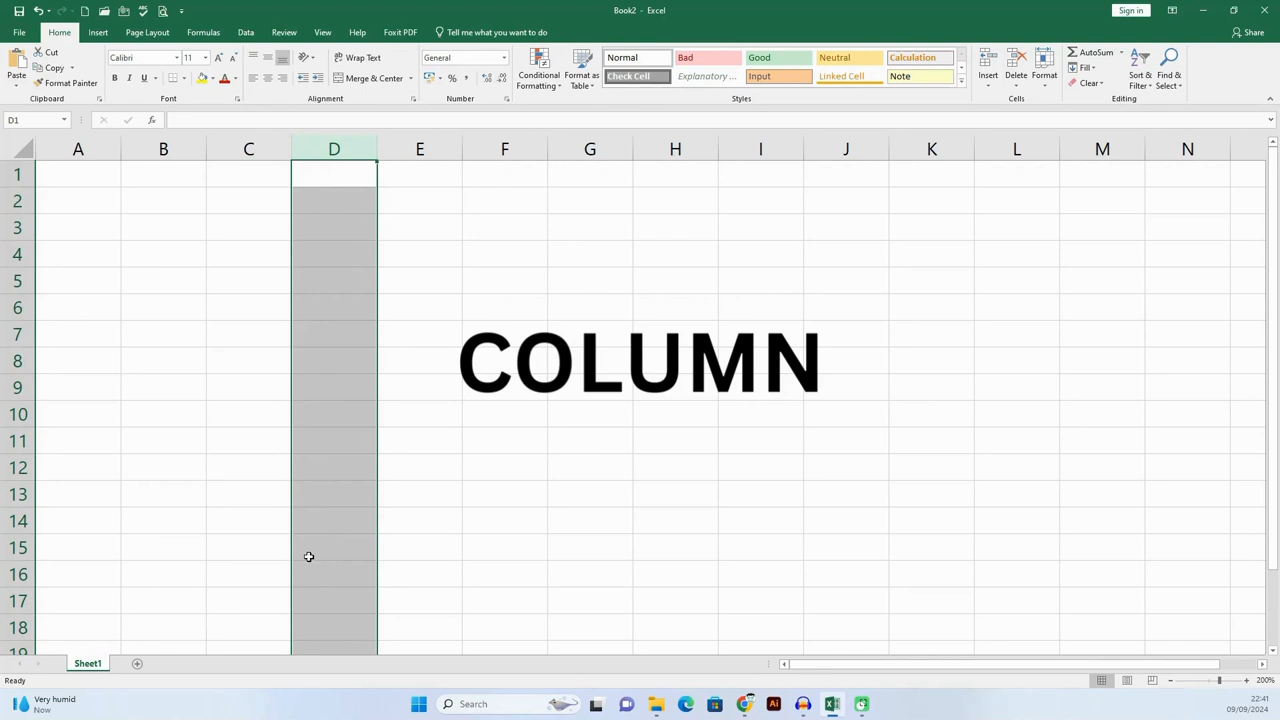 Book2 - Excel
Sign in
File Home Insert Page Layout Formulas Data Review View Help Foxit PDF Tell me what you want to do Share
Paste
Cut
Copy
Format Painter
Clipboard
Calibri 11
B I U
Font
Wrap Text
Merge & Center
Alignment
General
Number
Conditional Formatting
Format as Table
Normal Bad Good Neutral Calculation
Check Cell Explanatory ... Input Linked Cell Note
Styles
Insert Delete Format
Cells
AutoSum
Fill
Clear
Sort & Filter
Find & Select
Editing
D1 fx
A B C D E F G H I J K L M N
1
2
3
4
5
6
7
8
9
10
11
12
13
14
15
16
17
18
19
COLUMN
Sheet1
Ready 200%
Very humid
Now
Search
Ai
22:41
09/09/2024